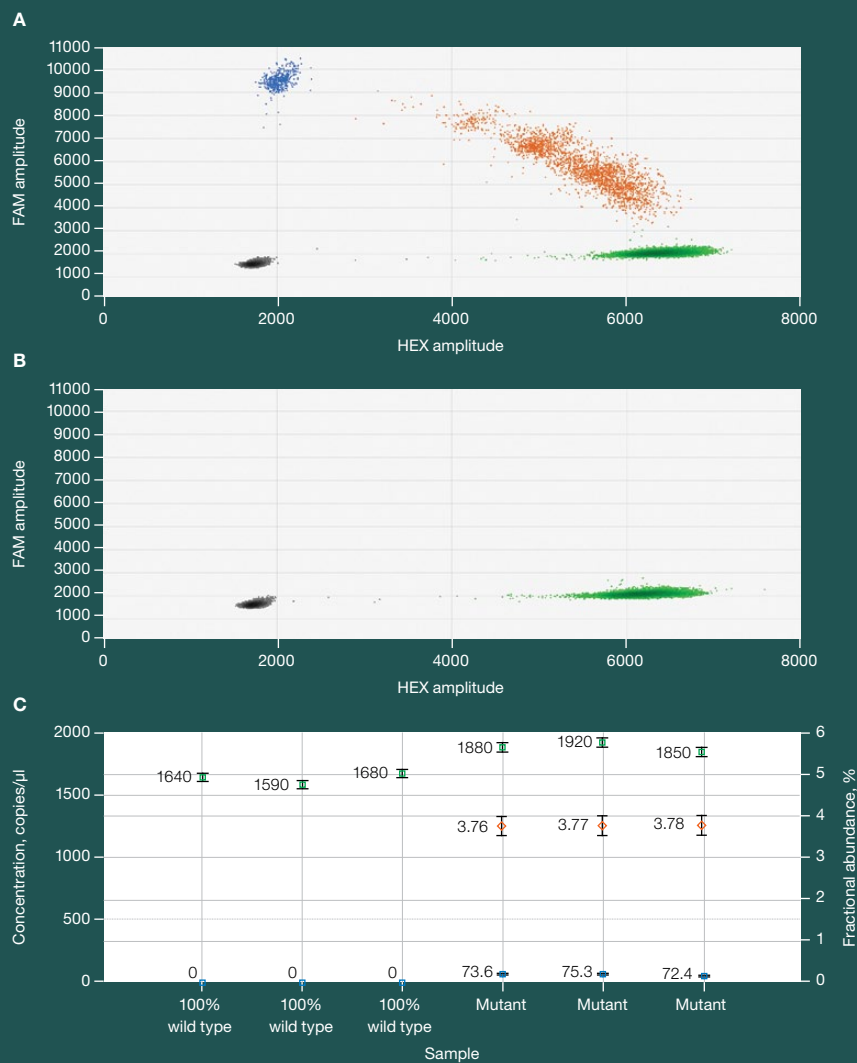 A
11000
10000
9000
8000
7000
6000
5000
4000
3000
2000
1000
0
FAM amplitude
0 2000 4000 6000 8000
HEX amplitude
B
11000
10000
9000
8000
7000
6000
5000
4000
3000
2000
1000
0
FAM amplitude
0 2000 4000 6000 8000
HEX amplitude
C
2000
1500
1000
500
0
Concentration, copies/µl
1640 1590 1680 1880 1920 1850
3.76 3.77 3.78
0 0 0 73.6 75.3 72.4
6
5
4
3
2
1
0
Fractional abundance, %
100% 100% 100% Mutant Mutant Mutant
wild type wild type wild type
Sample